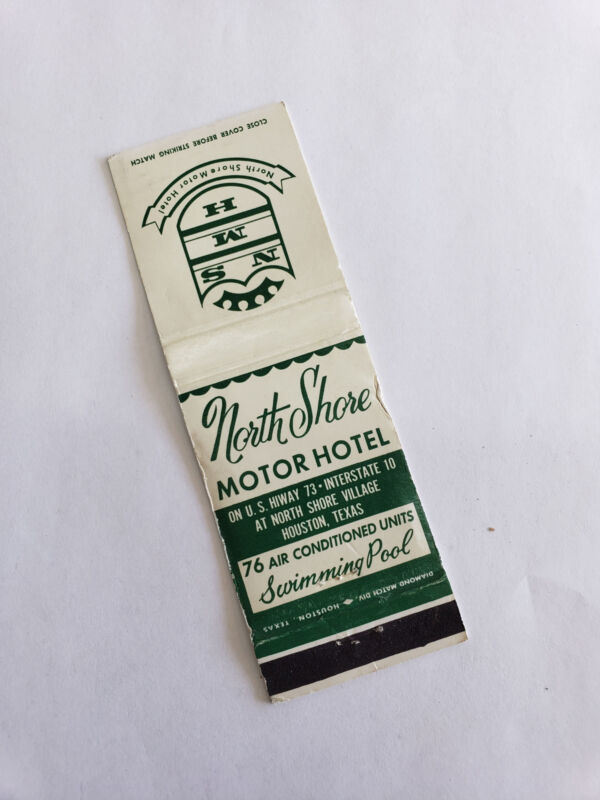 CLOSE COVER BEFORE STRIKING MATCH
North Shore Motor Hotel
N S
M
H
North Shore
MOTOR HOTEL
ON U.S. HIWAY 73 • INTERSTATE 10
AT NORTH SHORE VILLAGE
HOUSTON, TEXAS
76 AIR CONDITIONED UNITS
Swimming Pool
DIAMOND MATCH DIV., HOUSTON, TEXAS